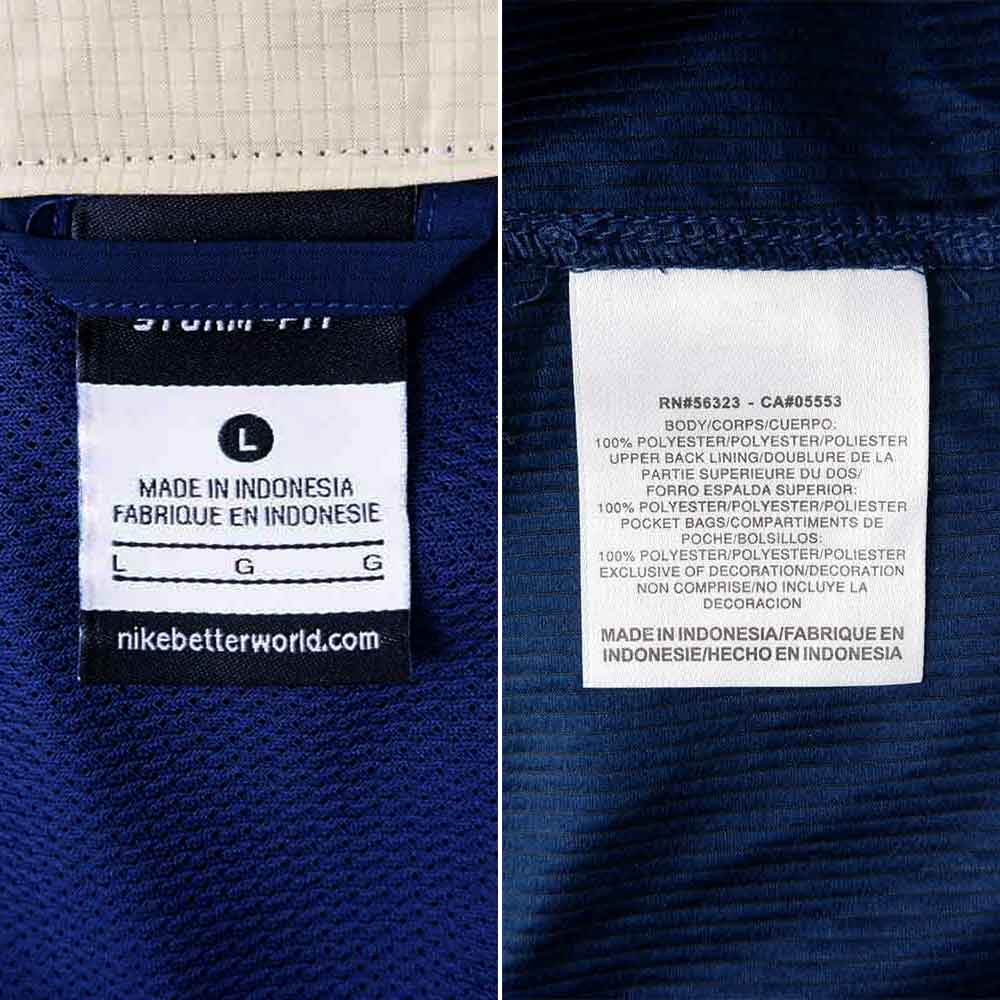 STORM-FIT
L
MADE IN INDONESIA
FABRIQUE EN INDONESIE
L G G
nikebetterworld.com
RN#56323 - CA#05553
BODY/CORPS/CUERPO:
100% POLYESTER/POLYESTER/POLIESTER
UPPER BACK LINING/DOUBLURE DE LA
PARTIE SUPERIEURE DU DOS/
FORRO ESPALDA SUPERIOR:
100% POLYESTER/POLYESTER/POLIESTER
POCKET BAGS/COMPARTIMENTS DE
POCHE/BOLSILLOS:
100% POLYESTER/POLYESTER/POLIESTER
EXCLUSIVE OF DECORATION/DECORATION
NON COMPRISE/NO INCLUYE LA
DECORACION
MADE IN INDONESIA/FABRIQUE EN
INDONESIE/HECHO EN INDONESIA